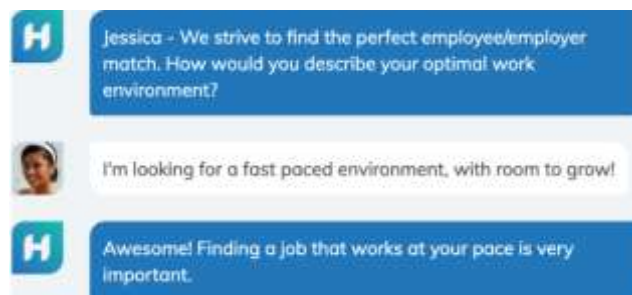 H
Jessica - We strive to find the perfect employee/employer
match. How would you describe your optimal work
environment?
I'm looking for a fast paced environment, with room to grow!
H
Awesome! Finding a job that works at your pace is very
important.